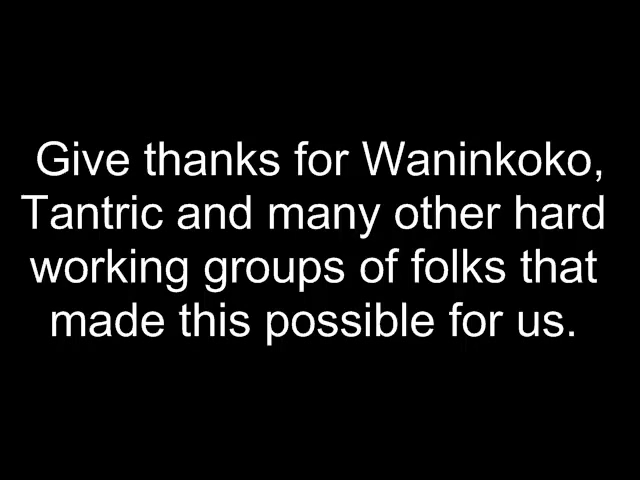 Give thanks for Waninkoko,
Tantric and many other hard
working groups of folks that
made this possible for us.